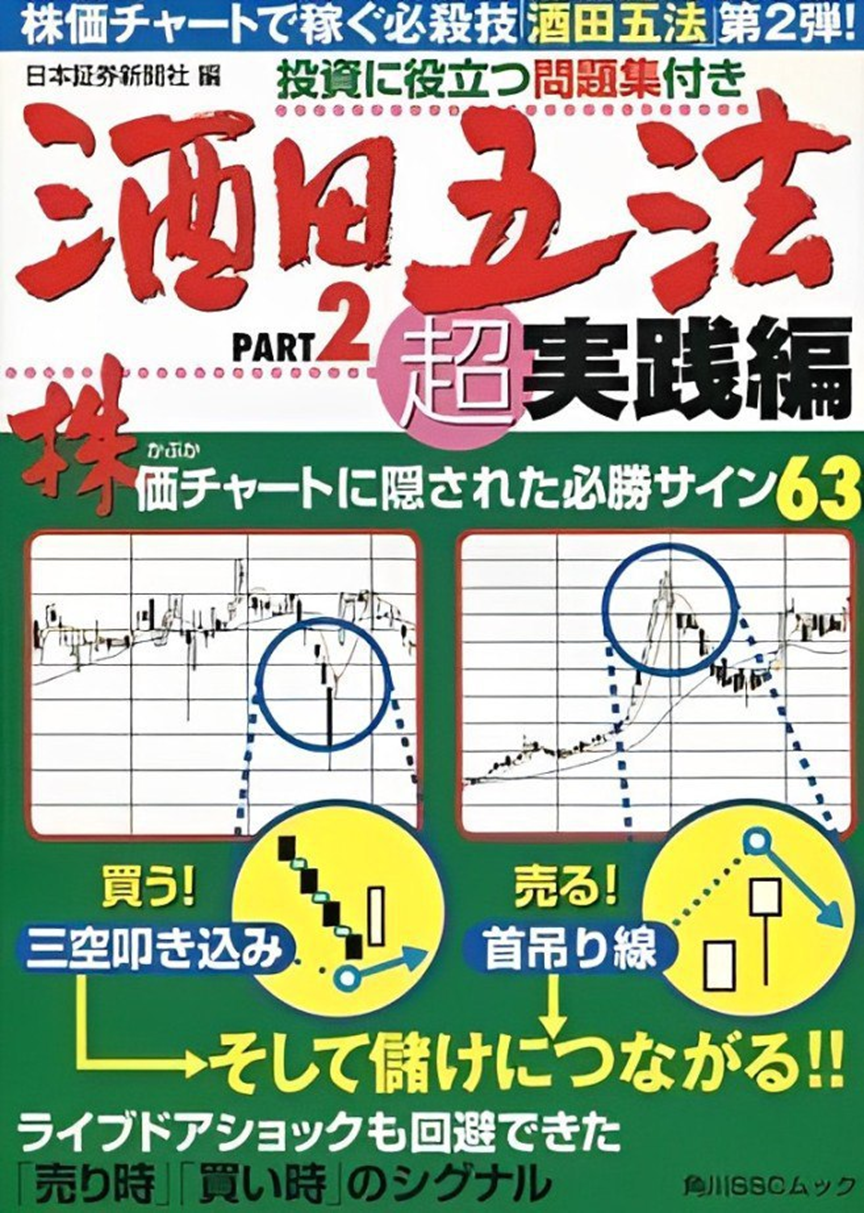 株価チャートで稼ぐ必殺技「酒田五法」第2弾!
日本証券新聞社 編
投資に役立つ問題集付き
酒田五法
PART2
超実践編
かぶか
株価チャートに隠された必勝サイン63
買う!
売る!
三空叩き込み
首吊り線
そして儲けにつながる!!
ライブドアショックも回避できた
「売り時」「買い時」のシグナル
角川SSCムック